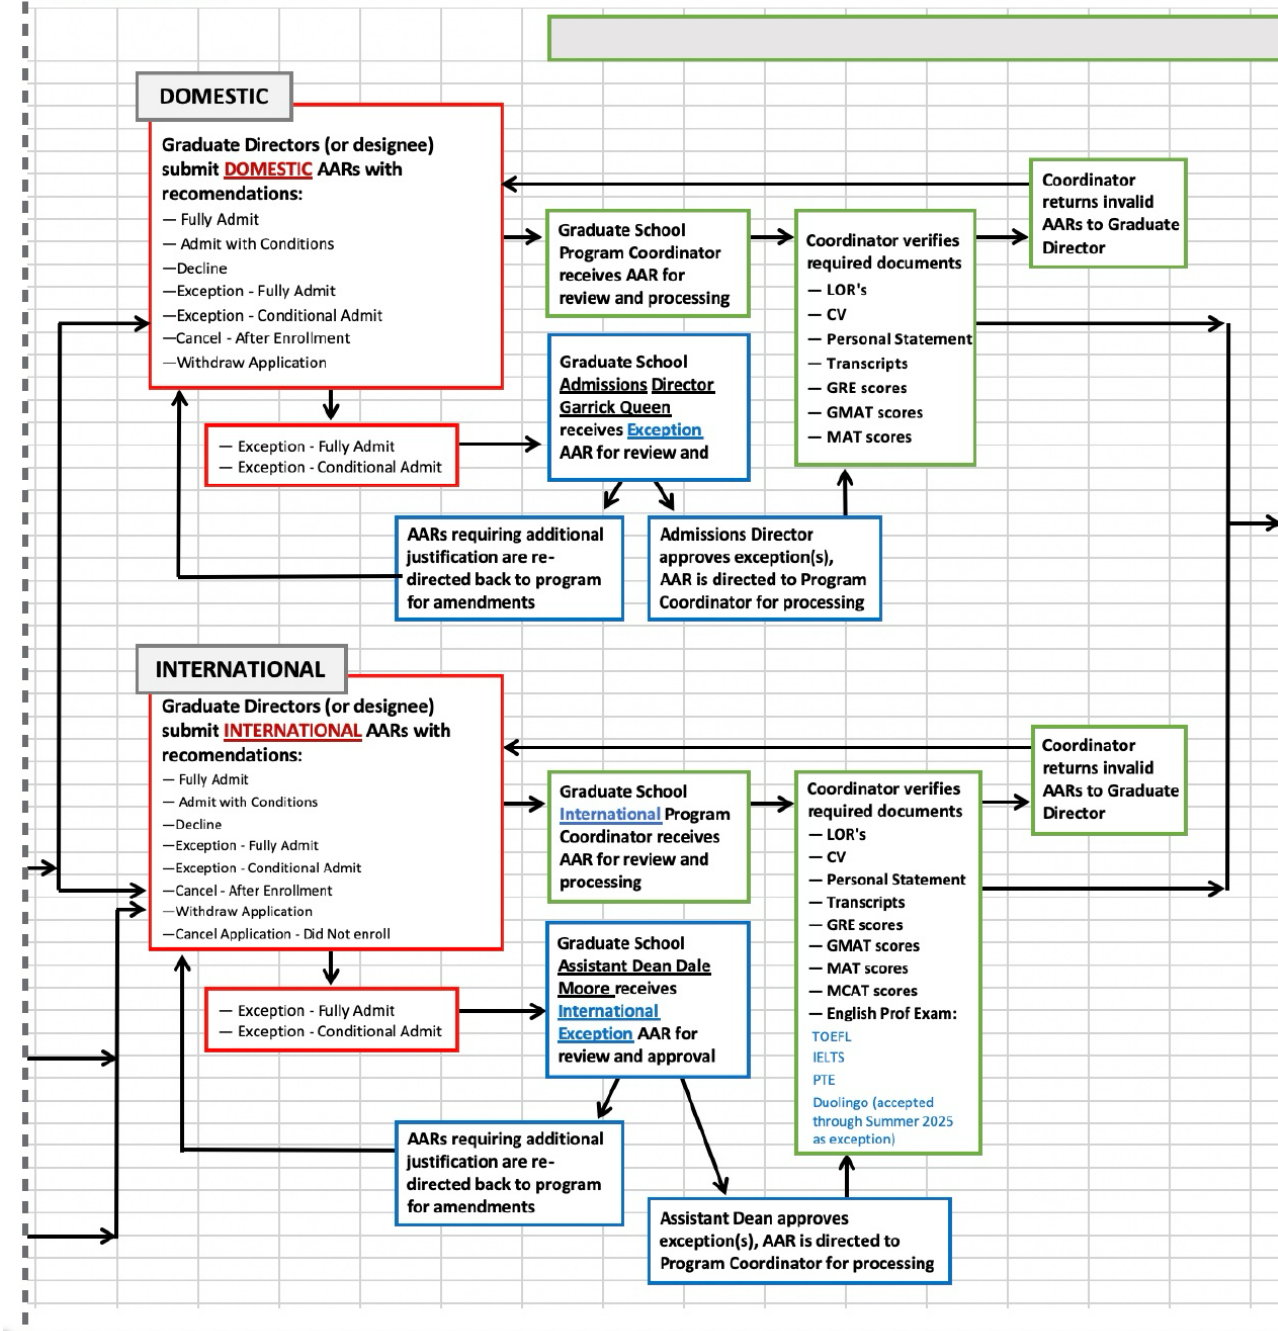 DOMESTIC
Graduate Directors (or designee)
submit DOMESTIC AARs with
recomendations:
— Fully Admit
— Admit with Conditions
—Decline
—Exception - Fully Admit
—Exception - Conditional Admit
—Cancel - After Enrollment
—Withdraw Application
— Exception - Fully Admit
— Exception - Conditional Admit
Graduate School
Program Coordinator
receives AAR for
review and processing
Graduate School
Admissions Director
Garrick Queen
receives Exception
AAR for review and
AARs requiring additional
justification are re-
directed back to program
for amendments
Admissions Director
approves exception(s),
AAR is directed to Program
Coordinator for processing
Coordinator verifies
required documents
— LOR's
— CV
— Personal Statement
— Transcripts
— GRE scores
— GMAT scores
— MAT scores
Coordinator
returns invalid
AARs to Graduate
Director
INTERNATIONAL
Graduate Directors (or designee)
submit INTERNATIONAL AARs with
recomendations:
— Fully Admit
— Admit with Conditions
—Decline
—Exception - Fully Admit
—Exception - Conditional Admit
—Cancel - After Enrollment
—Withdraw Application
—Cancel Application - Did Not enroll
— Exception - Fully Admit
— Exception - Conditional Admit
Graduate School
International Program
Coordinator receives
AAR for review and
processing
Graduate School
Assistant Dean Dale
Moore receives
International
Exception AAR for
review and approval
AARs requiring additional
justification are re-
directed back to program
for amendments
Assistant Dean approves
exception(s), AAR is directed to
Program Coordinator for processing
Coordinator verifies
required documents
— LOR's
— CV
— Personal Statement
— Transcripts
— GRE scores
— GMAT scores
— MAT scores
— MCAT scores
— English Prof Exam:
TOEFL
IELTS
PTE
Duolingo (accepted
through Summer 2025
as exception)
Coordinator
returns invalid
AARs to Graduate
Director